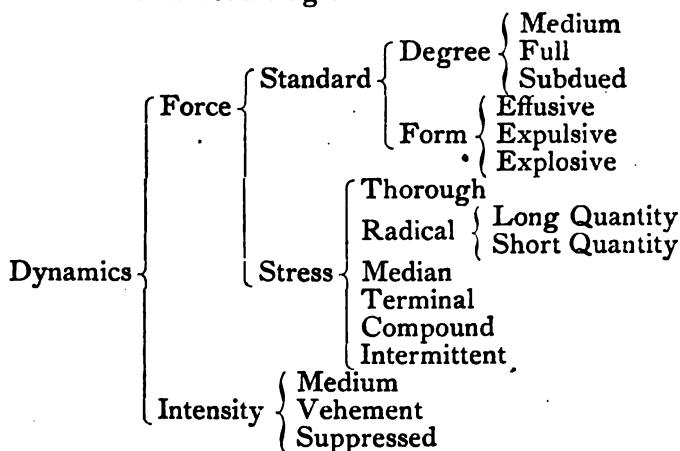 Medium
Degree Full
Subdued
Standard
Effusive
Force Form Expulsive
Explosive
Thorough
Radical Long Quantity
Short Quantity
Dynamics Stress Median
Terminal
Compound
Intermittent
Medium
Intensity Vehement
Suppressed